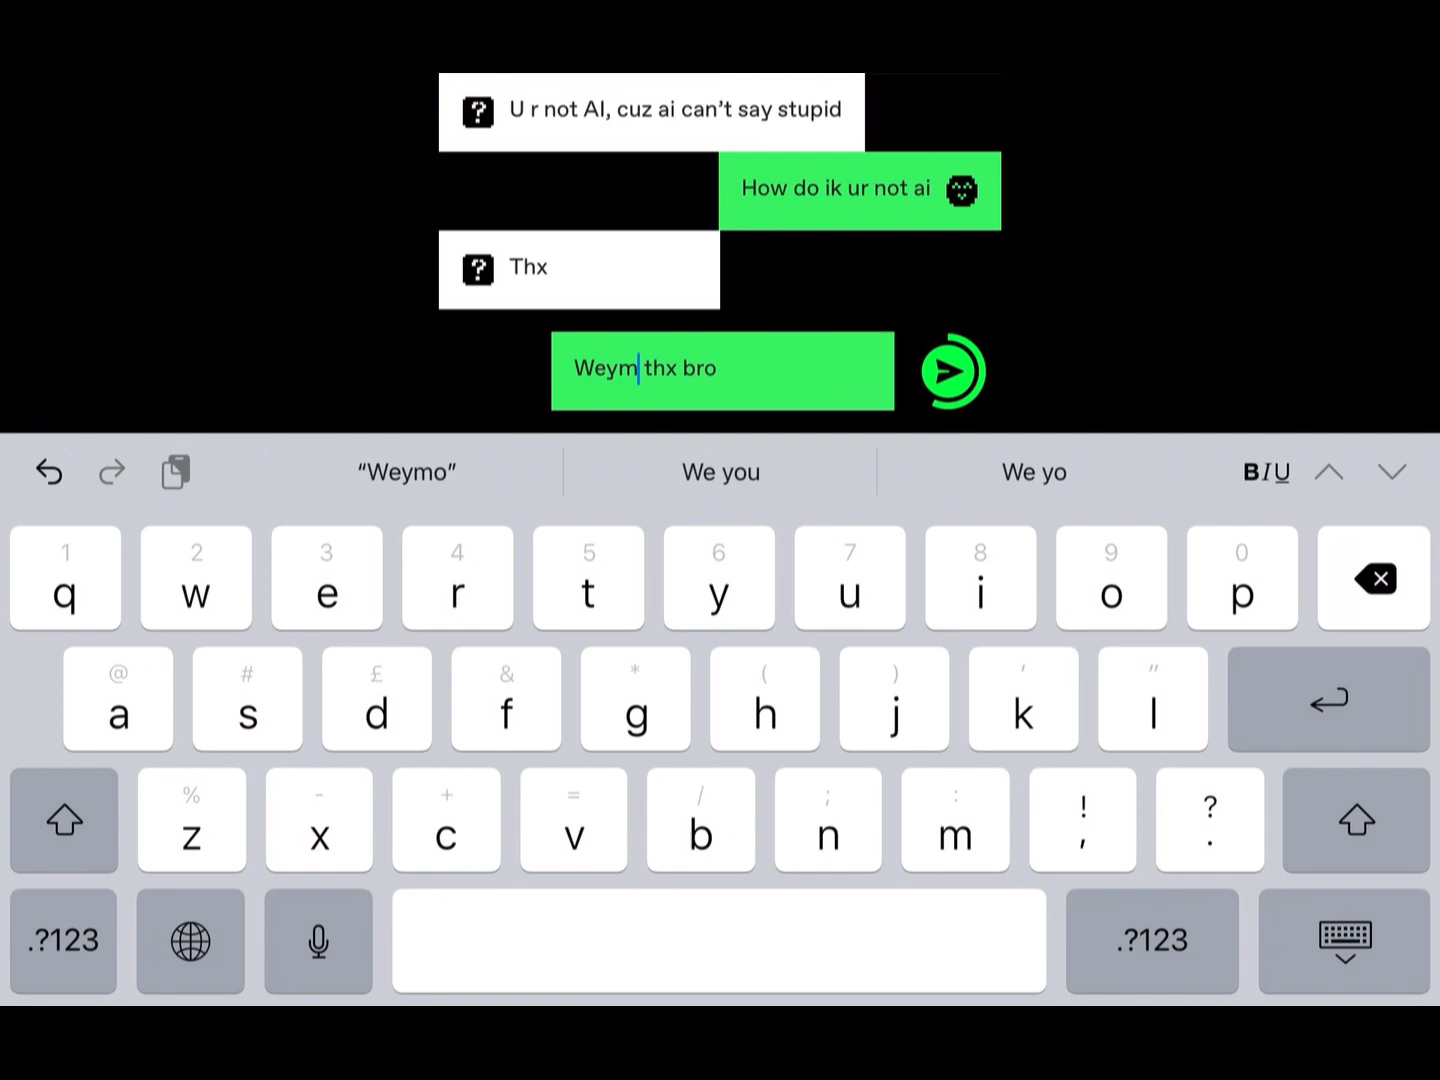 U r not AI, cuz ai can’t say stupid
How do ik ur not ai
Thx
Weym thx bro
“Weymo” We you We yo BIU
1 2 3 4 5 6 7 8 9 0
q w e r t y u i o p
@ # £ & * ( ) ' "
a s d f g h j k l
% - + = / ; : ! ?
z x c v b n m , .
.?123 .?123